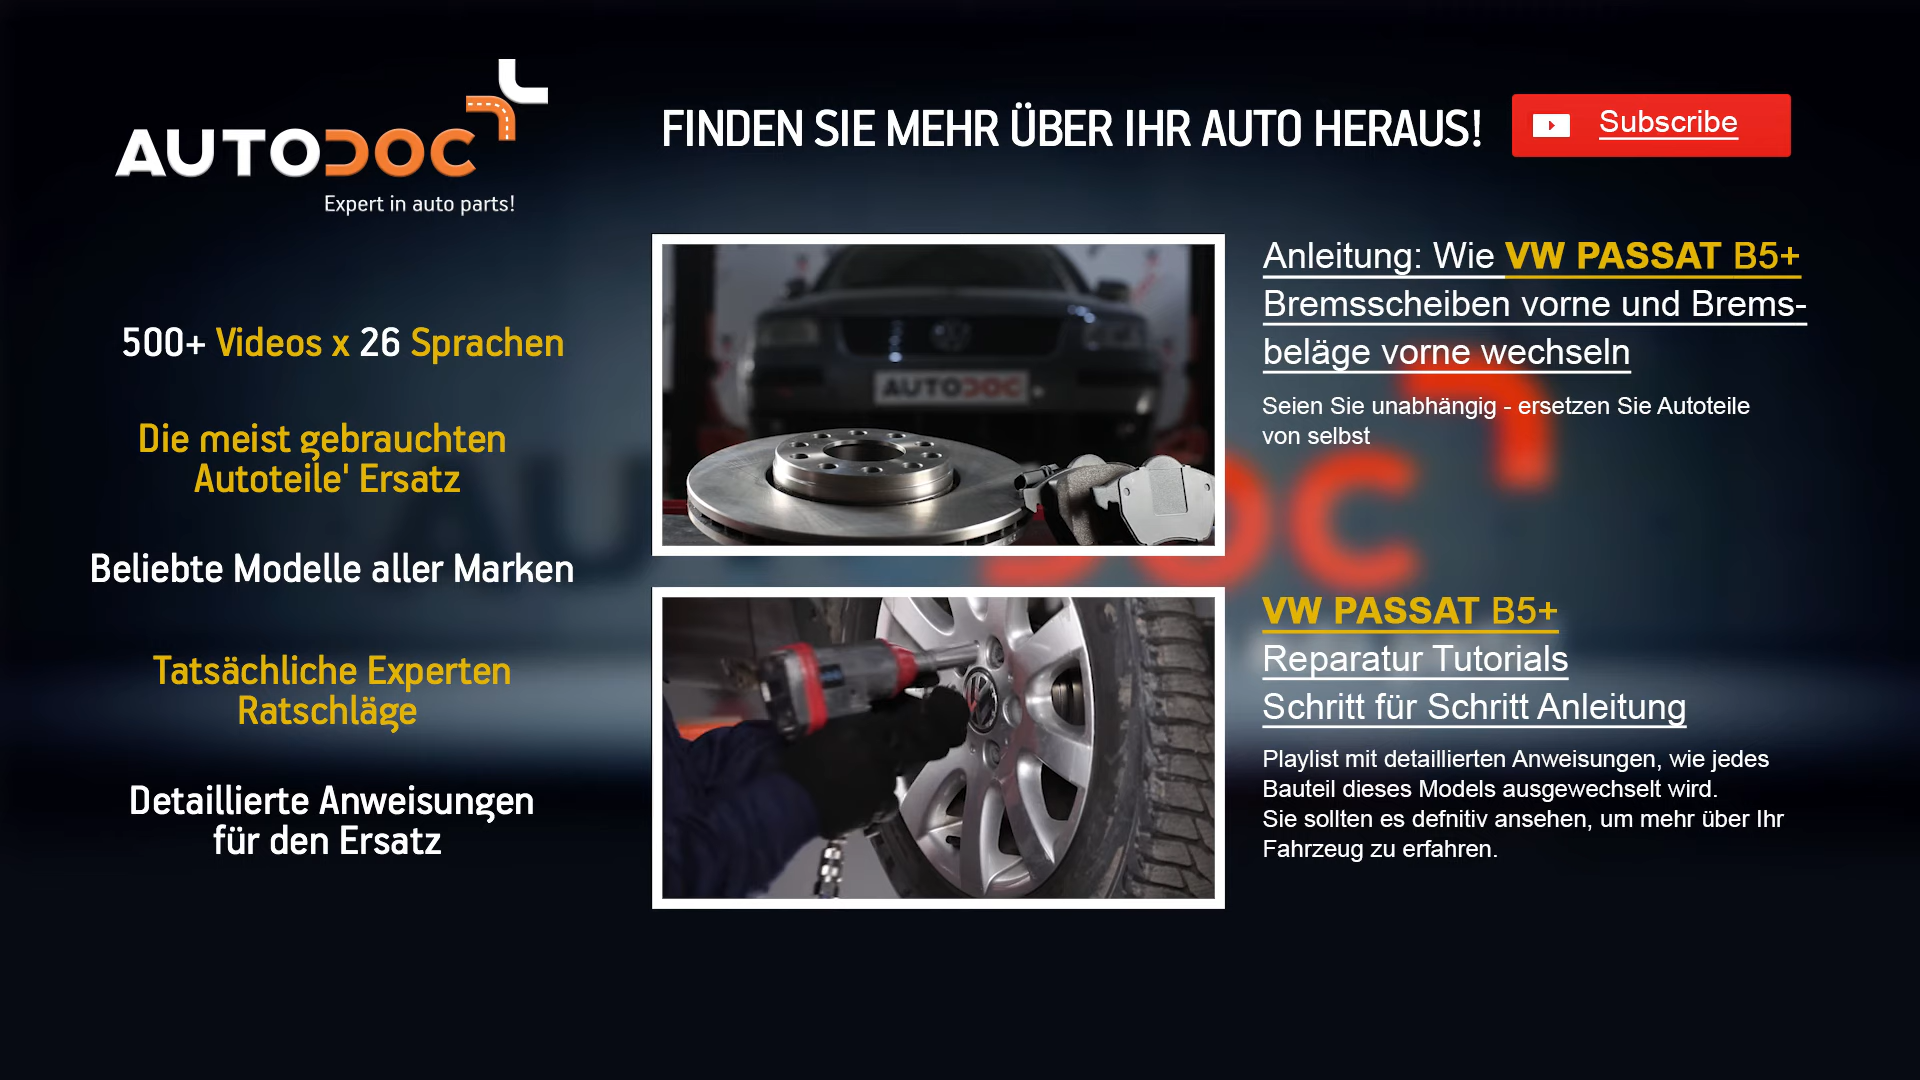 AUTODOC
Expert in auto parts!
FINDEN SIE MEHR ÜBER IHR AUTO HERAUS!
Subscribe
500+ Videos x 26 Sprachen
Die meist gebrauchten
Autoteile' Ersatz
Beliebte Modelle aller Marken
Tatsächliche Experten
Ratschläge
Detaillierte Anweisungen
für den Ersatz
AUTODOC
Anleitung: Wie VW PASSAT B5+
Bremsscheiben vorne und Brems-
beläge vorne wechseln
Seien Sie unabhängig - ersetzen Sie Autoteile
von selbst
VW PASSAT B5+
Reparatur Tutorials
Schritt für Schritt Anleitung
Playlist mit detaillierten Anweisungen, wie jedes
Bauteil dieses Models ausgewechselt wird.
Sie sollten es defnitiv ansehen, um mehr über Ihr
Fahrzeug zu erfahren.